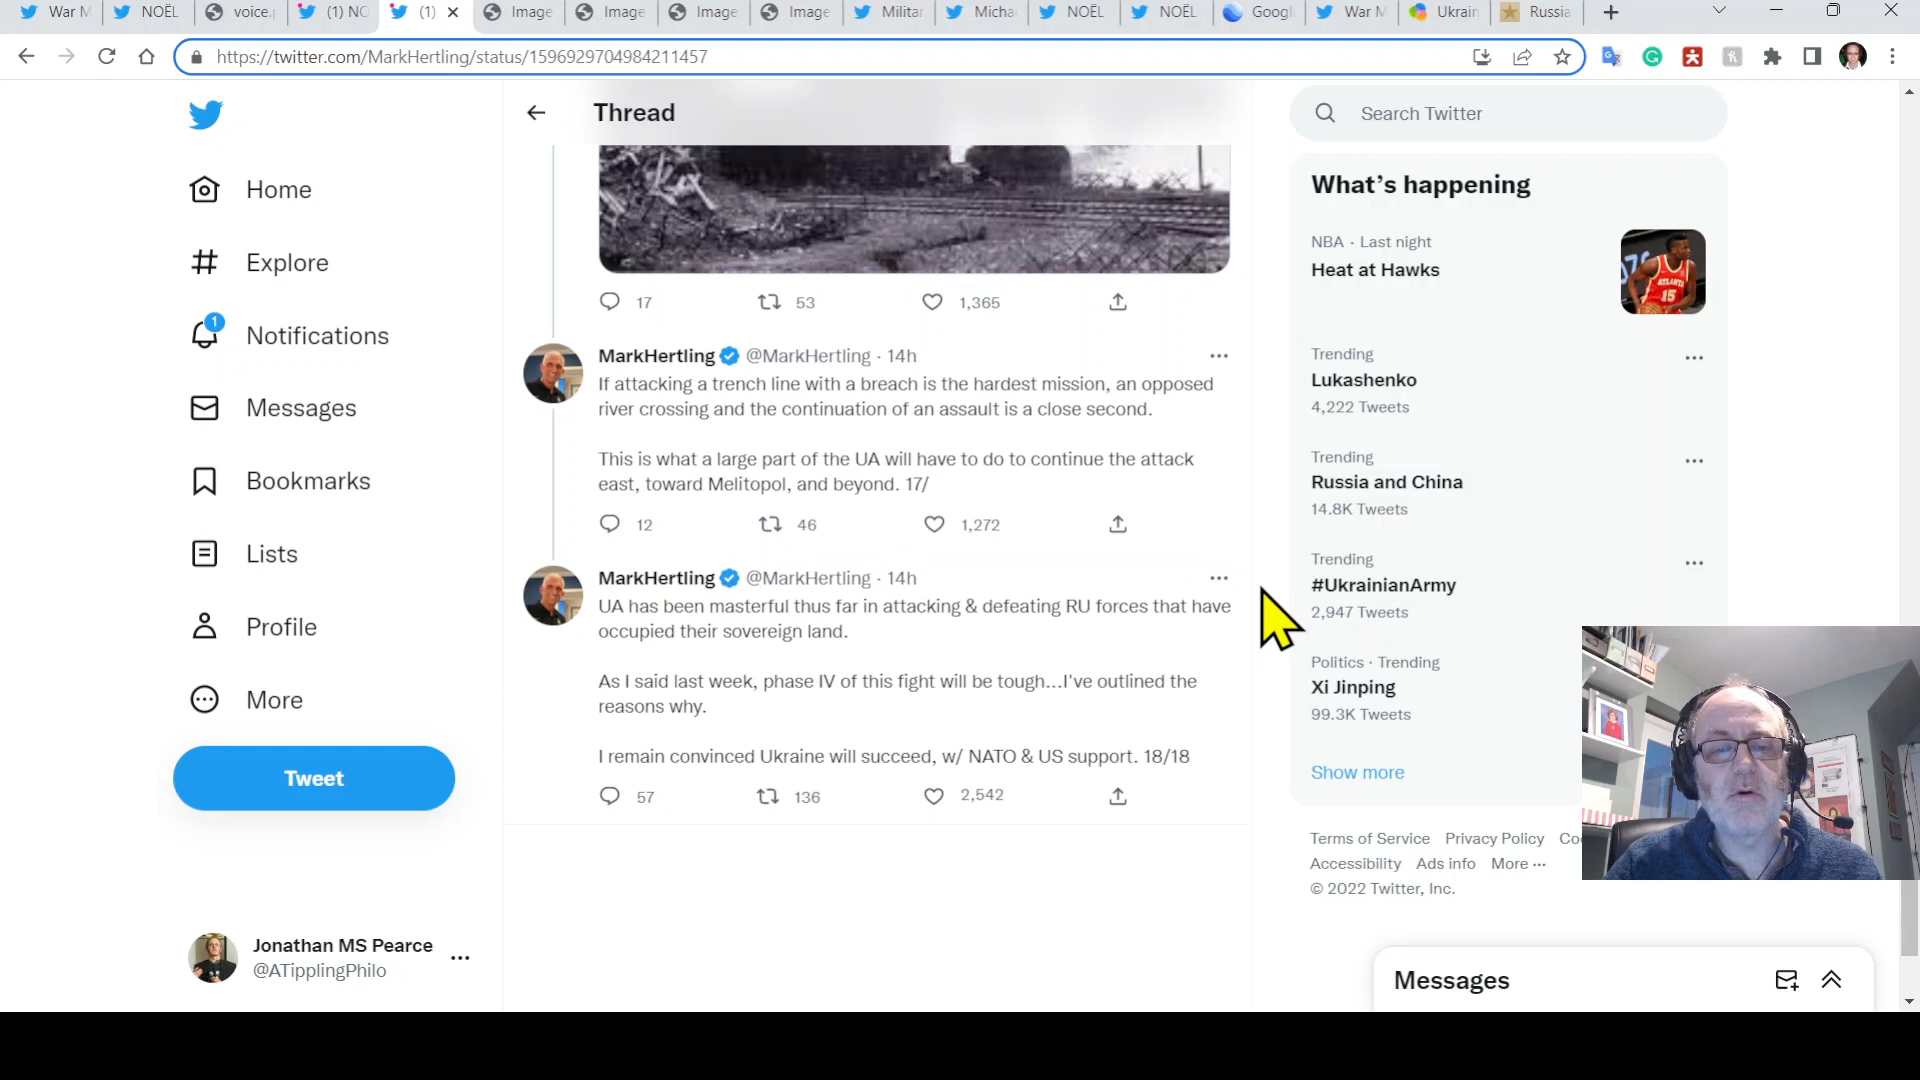 War M
NOËL
voice.
(1) NO
(1)
Image
Image
Image
Image
Militar
Micha
NOËL
NOËL
Googl
War M
Ukrain
Russia
https://twitter.com/MarkHertling/status/1596929704984211457
Thread
Search Twitter
Home
Explore
1
Notifications
Messages
Bookmarks
Lists
Profile
More
Tweet
Jonathan MS Pearce
@ATipplingPhilo
17 53 1,365
MarkHertling @MarkHertling · 14h
If attacking a trench line with a breach is the hardest mission, an opposed
river crossing and the continuation of an assault is a close second.
This is what a large part of the UA will have to do to continue the attack
east, toward Melitopol, and beyond. 17/
12 46 1,272
MarkHertling @MarkHertling · 14h
UA has been masterful thus far in attacking & defeating RU forces that have
occupied their sovereign land.
As I said last week, phase IV of this fight will be tough...I've outlined the
reasons why.
I remain convinced Ukraine will succeed, w/ NATO & US support. 18/18
57 136 2,542
What's happening
NBA · Last night
Heat at Hawks
ATLANTA
15
Trending
Lukashenko
4,222 Tweets
Trending
Russia and China
14.8K Tweets
Trending
#UkrainianArmy
2,947 Tweets
Politics · Trending
Xi Jinping
99.3K Tweets
Show more
Terms of Service Privacy Policy Co
Accessibility Ads info More ···
© 2022 Twitter, Inc.
Messages